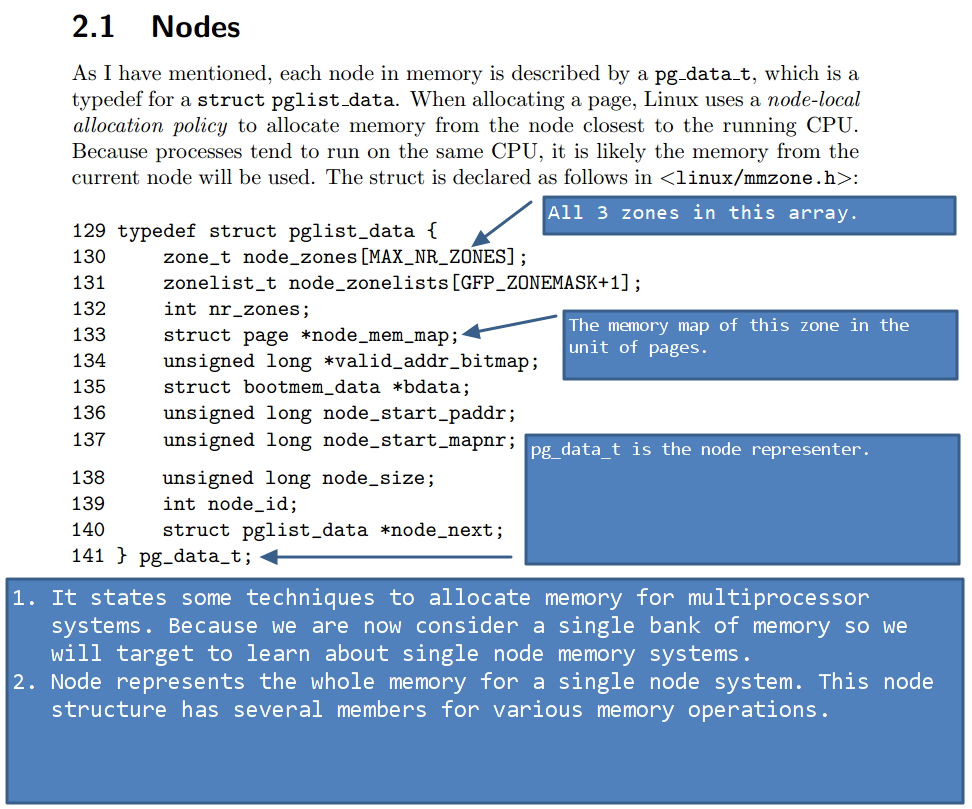 2.1 Nodes
As I have mentioned, each node in memory is described by a pg_data_t, which is a
typedef for a struct pglist_data. When allocating a page, Linux uses a node-local
allocation policy to allocate memory from the node closest to the running CPU.
Because processes tend to run on the same CPU, it is likely the memory from the
current node will be used. The struct is declared as follows in <linux/mmzone.h>:
All 3 zones in this array.
129 typedef struct pglist_data {
130     zone_t node_zones[MAX_NR_ZONES];
131     zonelist_t node_zonelists[GFP_ZONEMASK+1];
132     int nr_zones;
133     struct page *node_mem_map;
The memory map of this zone in the
unit of pages.
134     unsigned long *valid_addr_bitmap;
135     struct bootmem_data *bdata;
136     unsigned long node_start_paddr;
137     unsigned long node_start_mapnr;
pg_data_t is the node representer.
138     unsigned long node_size;
139     int node_id;
140     struct pglist_data *node_next;
141 } pg_data_t;
1. It states some techniques to allocate memory for multiprocessor
systems. Because we are now consider a single bank of memory so we
will target to learn about single node memory systems.
2. Node represents the whole memory for a single node system. This node
structure has several members for various memory operations.